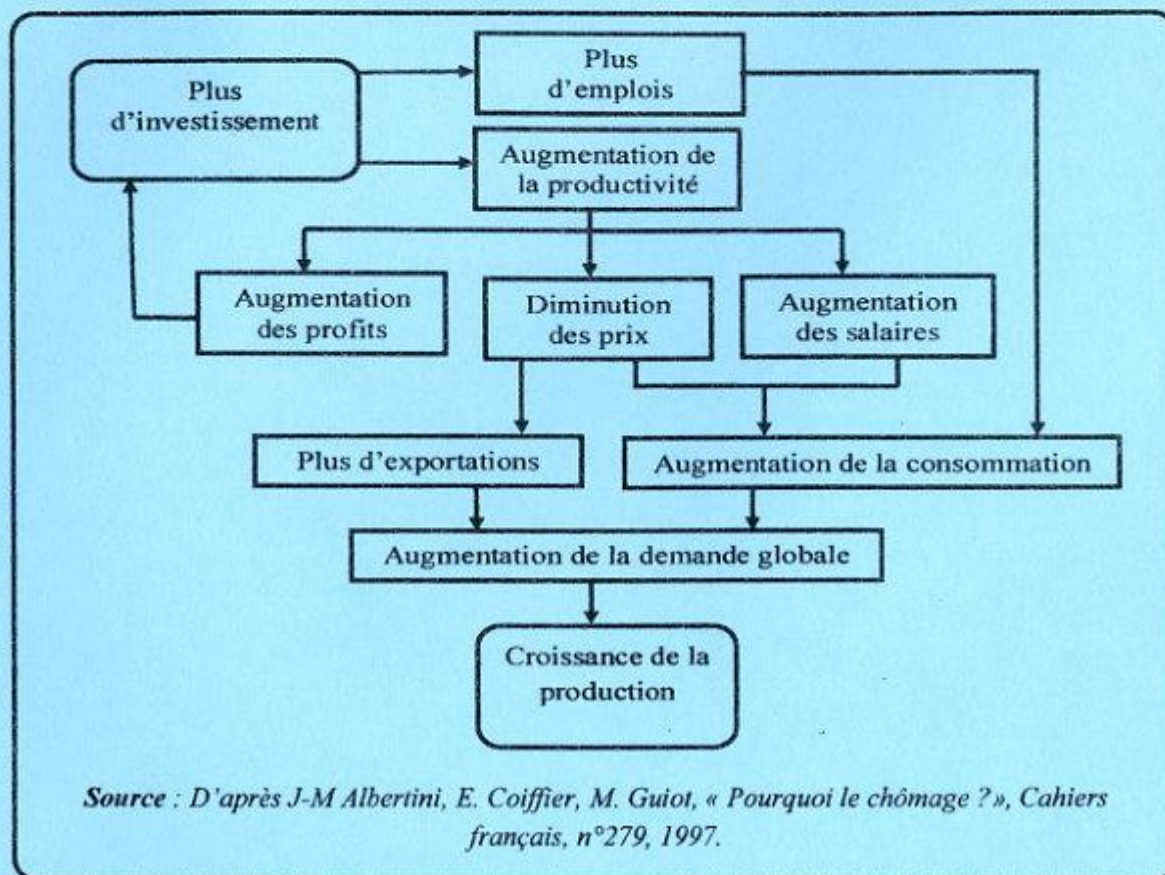 Plus
d'investissement
Plus
d'emplois
Augmentation de
la productivité
Augmentation
des profits
Diminution
des prix
Augmentation
des salaires
Plus d'exportations
Augmentation de la consommation
Augmentation de la demande globale
Croissance de la
production
Source : D'après J-M Albertini, E. Coiffier, M. Guiot, « Pourquoi le chômage ? », Cahiers
français, n°279, 1997.